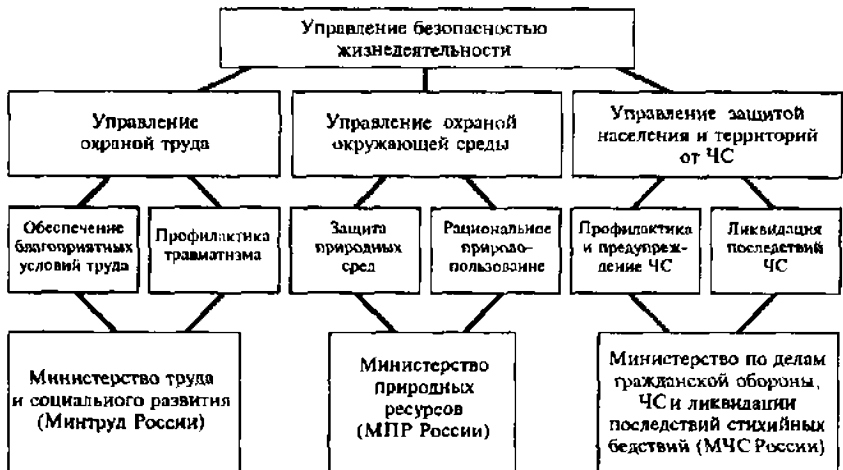 Управление безопасностью
жизнедеятельности
Управление
охраной труда
Управление охраной
окружающей среды
Управление защитой
населения и территорий
от ЧС
Обеспечение
благоприятных
условий труда
Профилактика
травматизма
Защита
природных
сред
Рациональное
природо-
пользование
Профилактика
и предупреж-
дение ЧС
Ликвидация
последствий
ЧС
Министерство труда
и социального развития
(Минтруд России)
Министерство
природных
ресурсов
(МПР России)
Министерство по делам
гражданской обороны,
ЧС и ликвидации
последствий стихийных
бедствий (МЧС России)